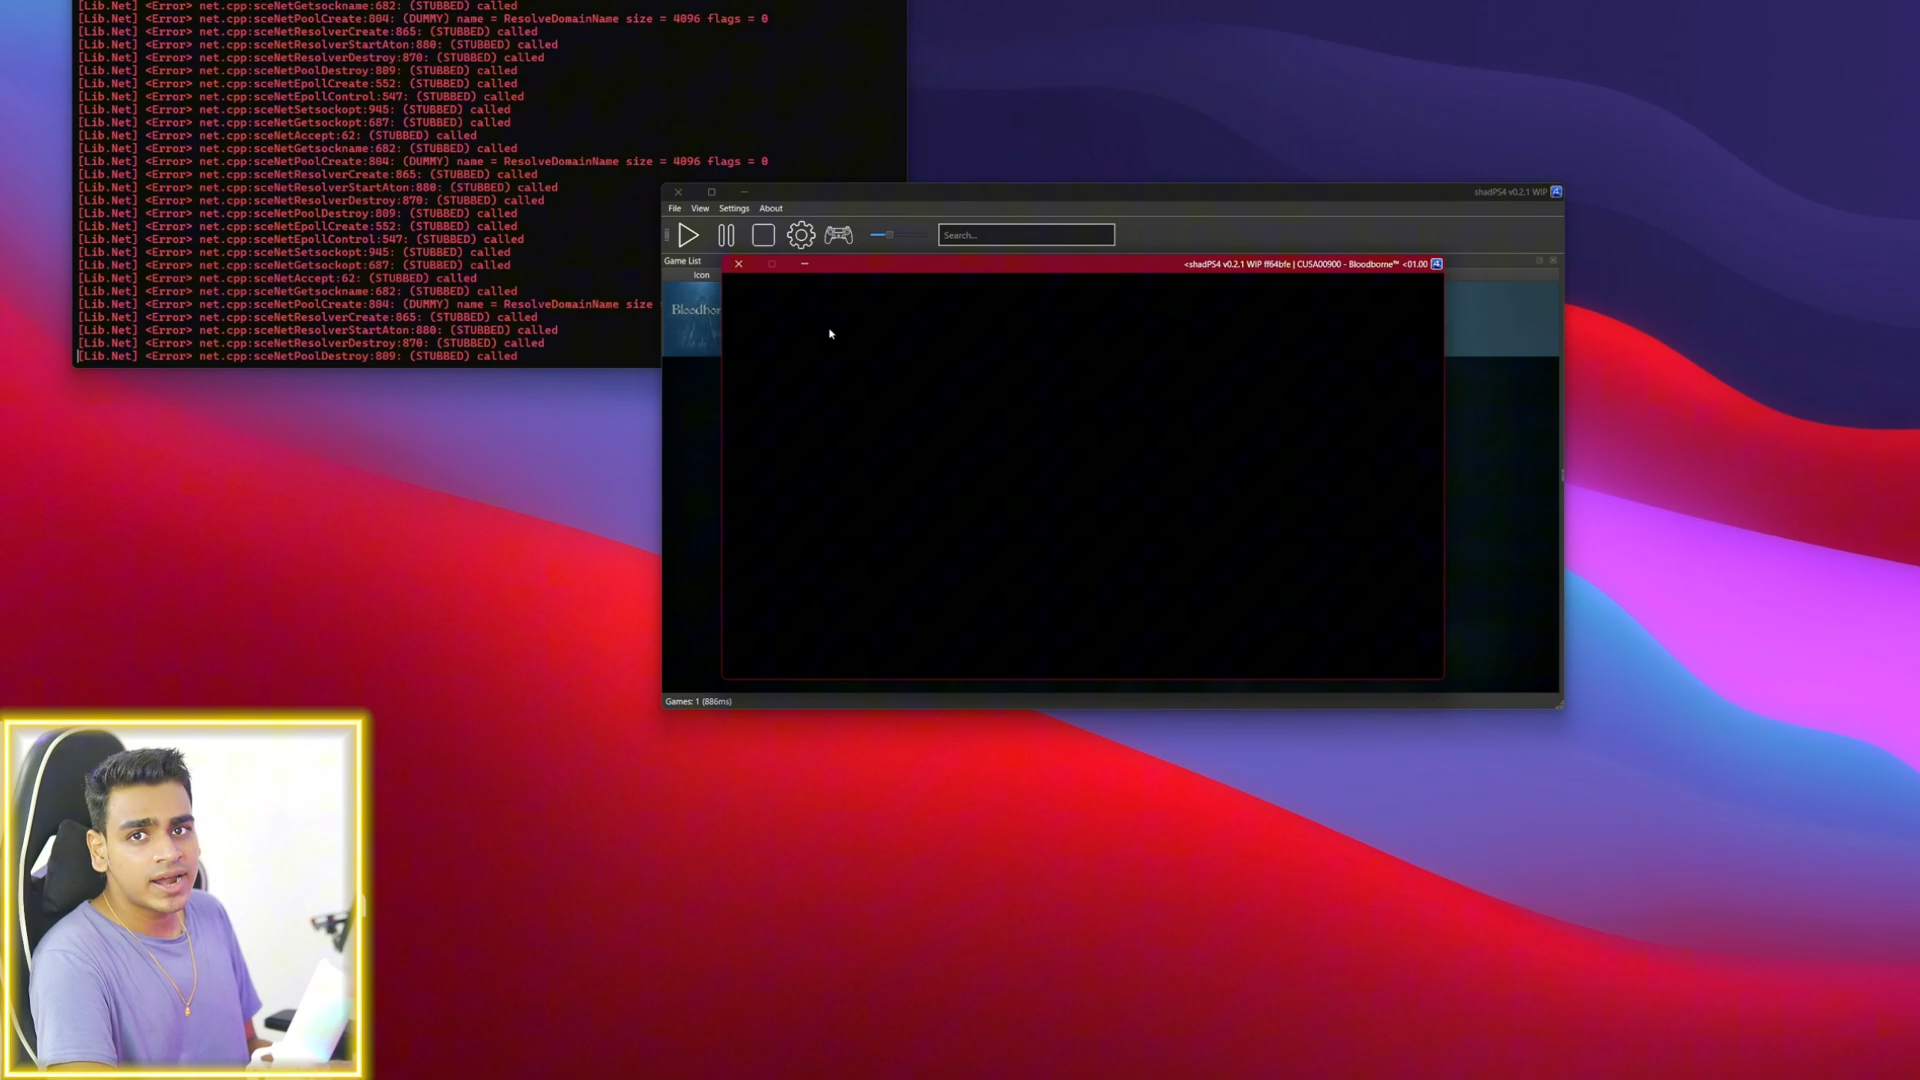 [Lib.Net] <Error> net.cpp:sceNetGetsockname:682: (STUBBED) called
[Lib.Net] <Error> net.cpp:sceNetPoolCreate:804: (DUMMY) name = ResolveDomainName size = 4096 flags = 0
[Lib.Net] <Error> net.cpp:sceNetResolverCreate:865: (STUBBED) called
[Lib.Net] <Error> net.cpp:sceNetResolverStartAton:880: (STUBBED) called
[Lib.Net] <Error> net.cpp:sceNetResolverDestroy:870: (STUBBED) called
[Lib.Net] <Error> net.cpp:sceNetPoolDestroy:809: (STUBBED) called
[Lib.Net] <Error> net.cpp:sceNetEpollCreate:552: (STUBBED) called
[Lib.Net] <Error> net.cpp:sceNetEpollControl:547: (STUBBED) called
[Lib.Net] <Error> net.cpp:sceNetSetsockopt:945: (STUBBED) called
[Lib.Net] <Error> net.cpp:sceNetGetsockopt:687: (STUBBED) called
[Lib.Net] <Error> net.cpp:sceNetAccept:62: (STUBBED) called
[Lib.Net] <Error> net.cpp:sceNetGetsockname:682: (STUBBED) called
[Lib.Net] <Error> net.cpp:sceNetPoolCreate:804: (DUMMY) name = ResolveDomainName size = 4096 flags = 0
[Lib.Net] <Error> net.cpp:sceNetResolverCreate:865: (STUBBED) called
[Lib.Net] <Error> net.cpp:sceNetResolverStartAton:880: (STUBBED) called
[Lib.Net] <Error> net.cpp:sceNetResolverDestroy:870: (STUBBED) called
[Lib.Net] <Error> net.cpp:sceNetPoolDestroy:809: (STUBBED) called
[Lib.Net] <Error> net.cpp:sceNetEpollCreate:552: (STUBBED) called
[Lib.Net] <Error> net.cpp:sceNetEpollControl:547: (STUBBED) called
[Lib.Net] <Error> net.cpp:sceNetSetsockopt:945: (STUBBED) called
[Lib.Net] <Error> net.cpp:sceNetGetsockopt:687: (STUBBED) called
[Lib.Net] <Error> net.cpp:sceNetAccept:62: (STUBBED) called
[Lib.Net] <Error> net.cpp:sceNetGetsockname:682: (STUBBED) called
[Lib.Net] <Error> net.cpp:sceNetPoolCreate:804: (DUMMY) name = ResolveDomainName size
[Lib.Net] <Error> net.cpp:sceNetResolverCreate:865: (STUBBED) called
[Lib.Net] <Error> net.cpp:sceNetResolverStartAton:880: (STUBBED) called
[Lib.Net] <Error> net.cpp:sceNetResolverDestroy:870: (STUBBED) called
[Lib.Net] <Error> net.cpp:sceNetPoolDestroy:809: (STUBBED) called
shadPS4 v0.2.1 WIP
File View Settings About
Search...
Game List
Icon
<shadPS4 v0.2.1 WIP ff64bfe | CUSA00900 - Bloodborne™ <01.00
Bloodbor
Games: 1 (886ms)